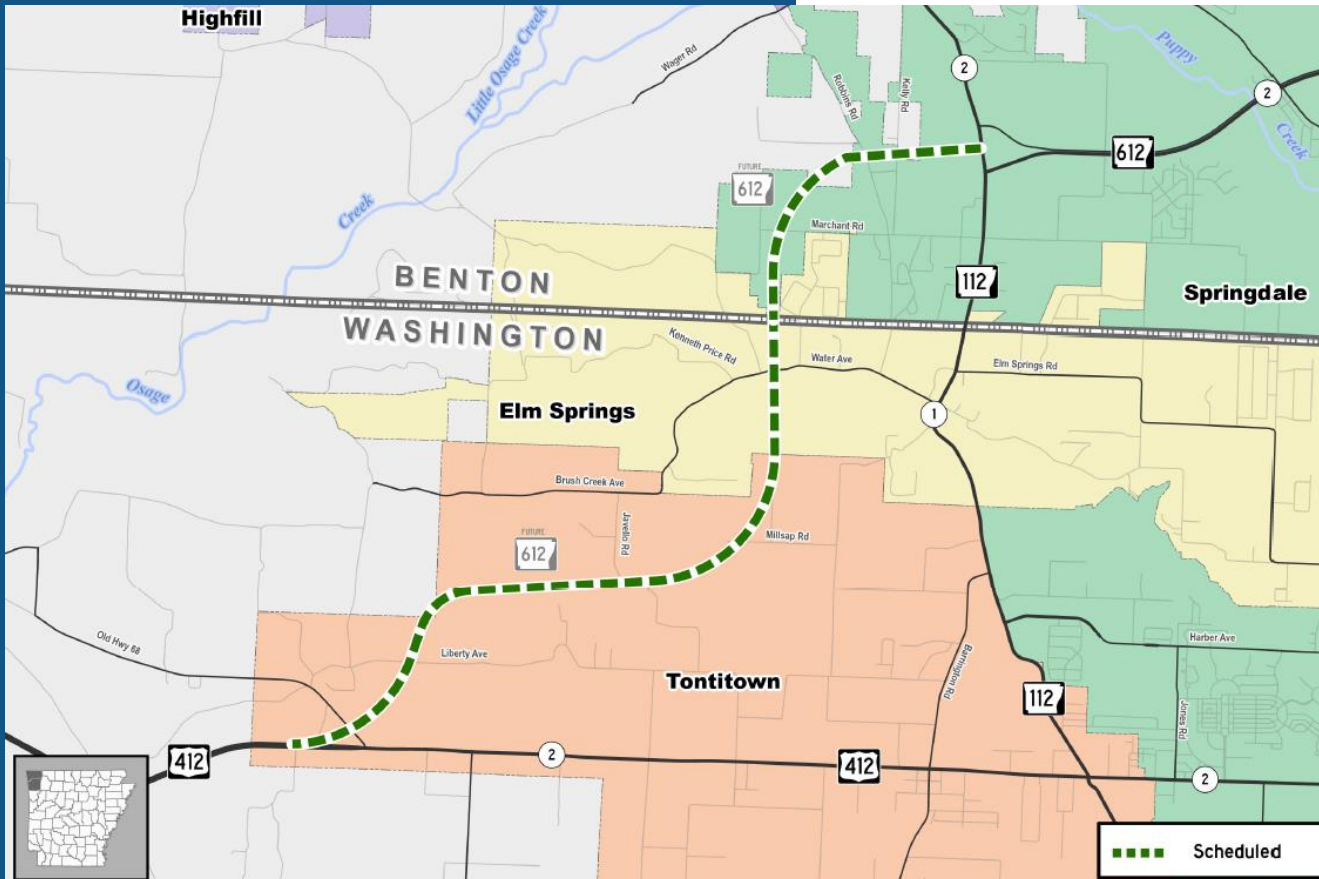 Highfill
Little Osage Creek
Wager Rd
Robbins Rd
Kelly Rd
2
Puppy
Creek
2
612
FUTURE
612
Creek
Marchant Rd
BENTON
WASHINGTON
112
Springdale
Osage
Kenneth Price Rd
Water Ave
Elm Springs Rd
Elm Springs
1
Brush Creek Ave
Javello Rd
Millsap Rd
FUTURE
612
Old Hwy 68
Liberty Ave
Barrington Rd
Harber Ave
Tontitown
112
Jones Rd
412
2
412
2
Scheduled